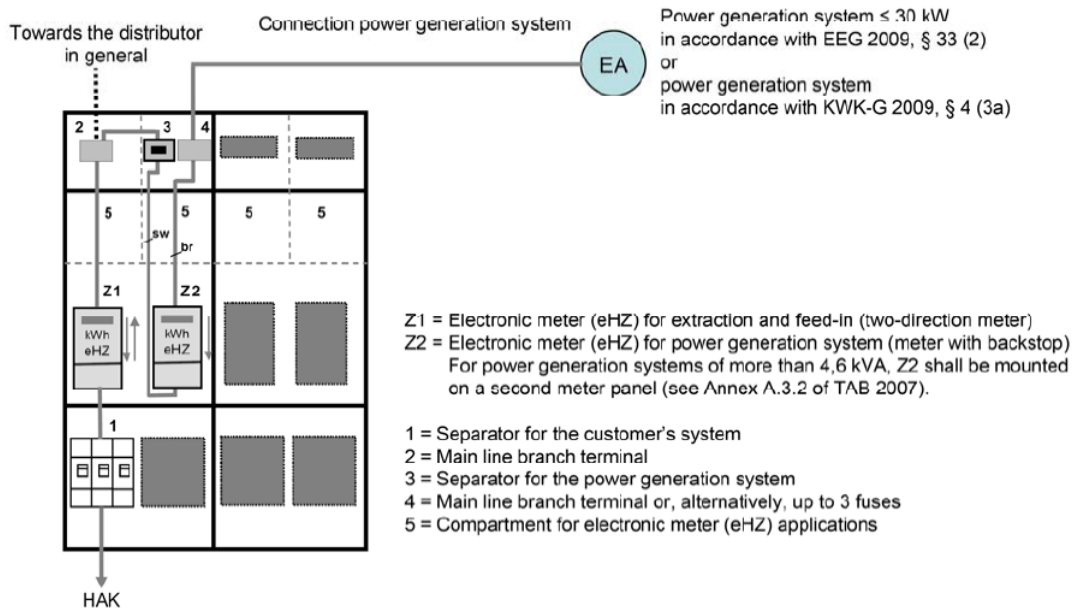 Towards the distributor
in general
Connection power generation system
EA
Power generation system ≤ 30 kW
in accordance with EEG 2009, § 33 (2)
or
power generation system
in accordance with KWK-G 2009, § 4 (3a)
2
3
4
5
5
5
5
sw
br
Z1
Z2
kWh
eHZ
kWh
eHZ
Z1 = Electronic meter (eHZ) for extraction and feed-in (two-direction meter)
Z2 = Electronic meter (eHZ) for power generation system (meter with backstop)
For power generation systems of more than 4,6 kVA, Z2 shall be mounted
on a second meter panel (see Annex A.3.2 of TAB 2007).
1
1 = Separator for the customer's system
2 = Main line branch terminal
3 = Separator for the power generation system
4 = Main line branch terminal or, alternatively, up to 3 fuses
5 = Compartment for electronic meter (eHZ) applications
HAK